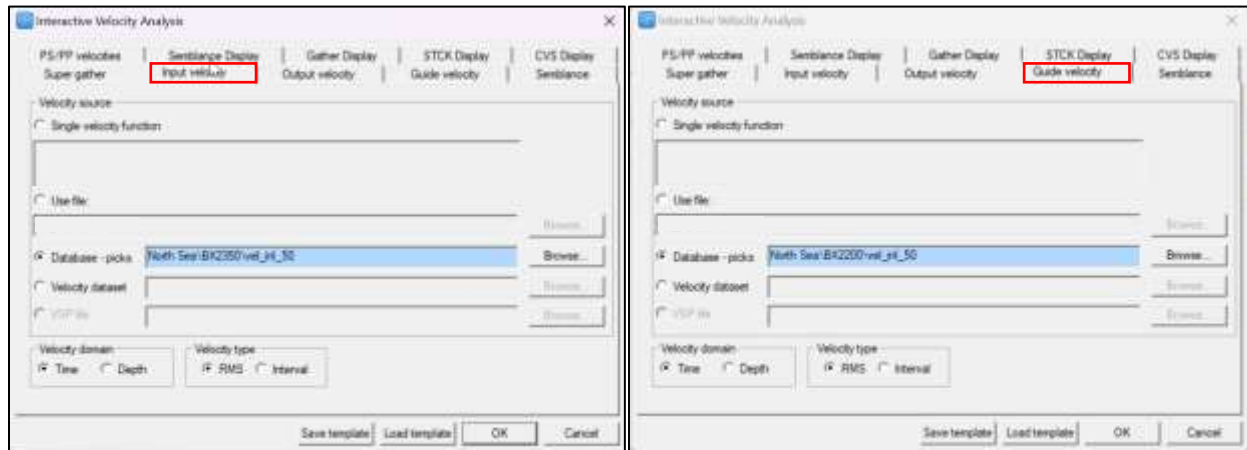 Interactive Velocity Analysis
PS/PP velocities | Semblance Display | Gather Display | STCK Display | CVS Display
Super gather | Input velocity | Output velocity | Guide velocity | Semblance
Velocity source
Single velocity function
Use file:
Browse...
Database - picks North Sea\BX2350\vel_inl_50 Browse...
Velocity dataset Browse...
VSP file Browse...
Velocity domain Velocity type
Time Depth RMS Interval
Save template Load template OK Cancel
Interactive Velocity Analysis
PS/PP velocities | Semblance Display | Gather Display | STCK Display | CVS Display
Super gather | Input velocity | Output velocity | Guide velocity | Semblance
Velocity source
Single velocity function
Use file:
Browse...
Database - picks North Sea\BX2200\vel_inl_50 Browse...
Velocity dataset Browse...
VSP file Browse...
Velocity domain Velocity type
Time Depth RMS Interval
Save template Load template OK Cancel